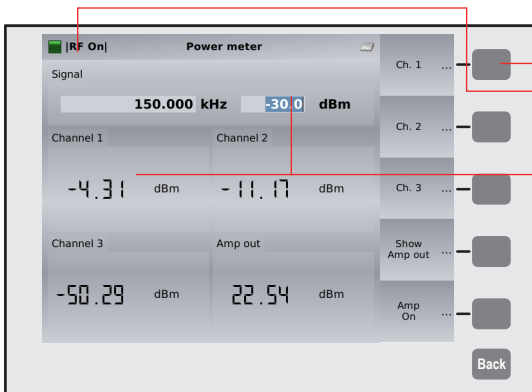 |RF On| Power meter
Signal
150.000 kHz -30.0 dBm
Channel 1 Channel 2
-4.31 dBm -11.17 dBm
Channel 3 Amp out
-50.29 dBm 22.54 dBm
Ch. 1 ...
Ch. 2 ...
Ch. 3 ...
Show
Amp out ...
Amp
On ...
Back